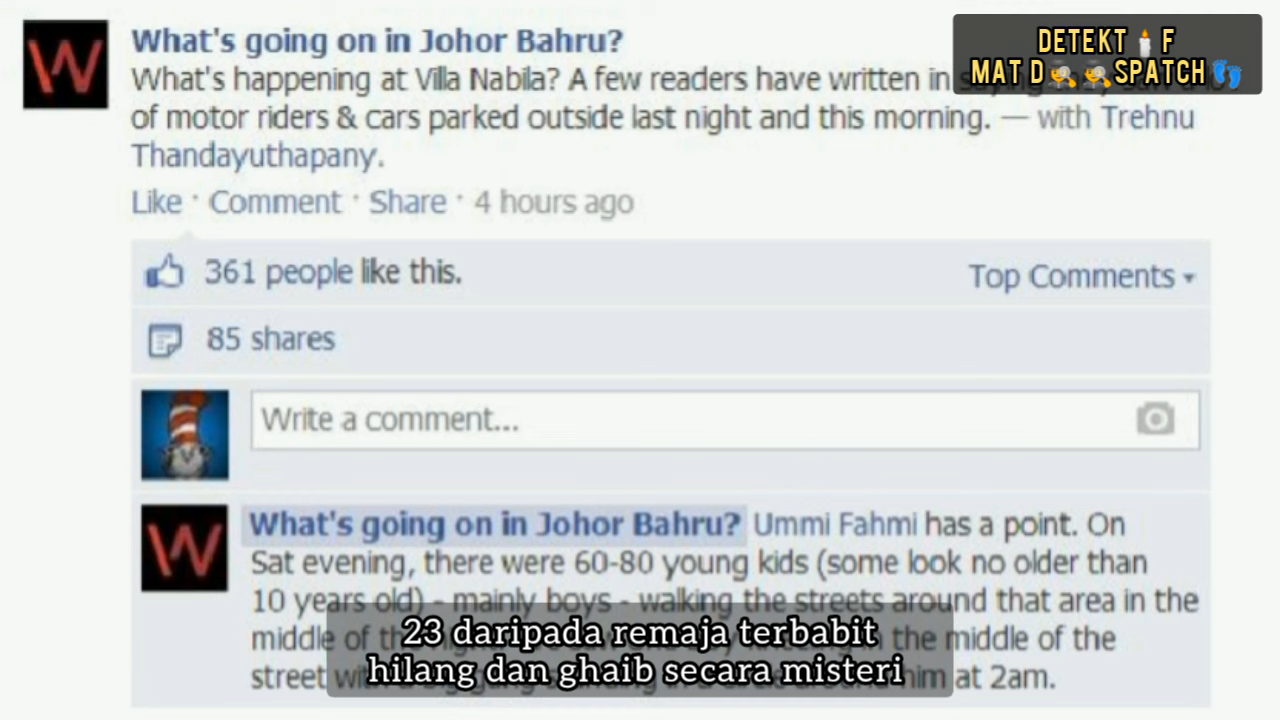 What's going on in Johor Bahru?
DETEKT F
MAT D SPATCH
What's happening at Villa Nabila? A few readers have written in
of motor riders & cars parked outside last night and this morning. — with Trehnu
Thandayuthapany.
Like · Comment · Share · 4 hours ago
361 people like this.
Top Comments
85 shares
Write a comment...
What's going on in Johor Bahru? Ummi Fahmi has a point. On
Sat evening, there were 60-80 young kids (some look no older than
10 years old) - mainly boys - walking the streets around that area in the
middle of the middle of the
street him at 2am.
23 daripada remaja terbabit
hilang dan ghaib secara misteri